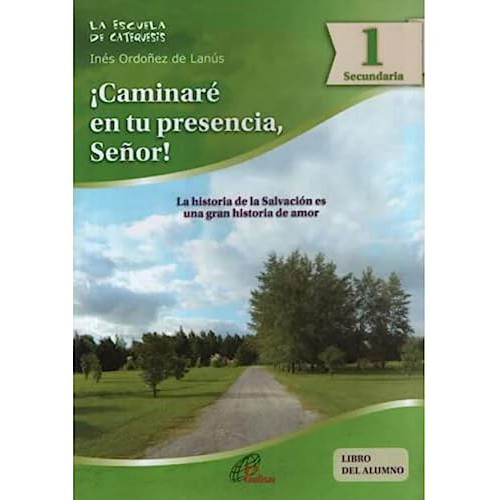 LA ESCUELA
DE CATEQUESIS
Inés Ordoñez de Lanús
1
Secundaria
¡Caminaré
en tu presencia,
Señor!
La historia de la Salvación es
una gran historia de amor
LIBRO
DEL ALUMNO
Paulinas